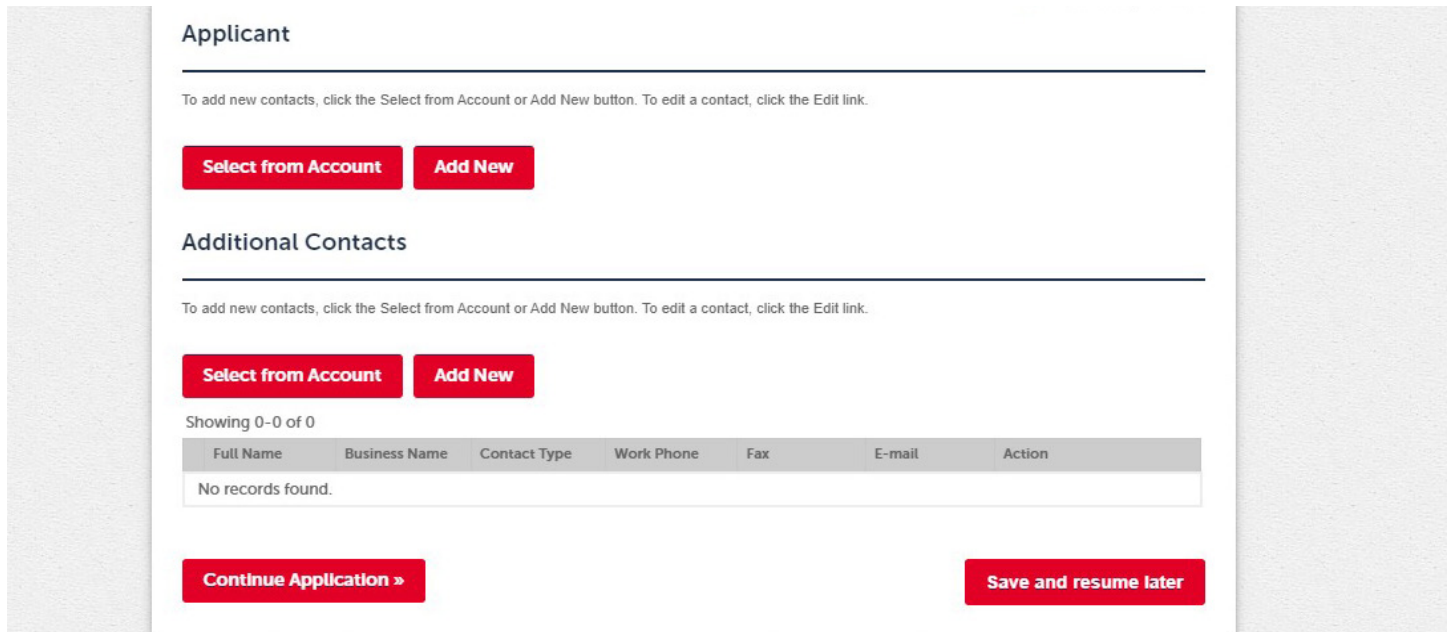 Applicant
To add new contacts, click the Select from Account or Add New button. To edit a contact, click the Edit link.
Select from Account Add New
Additional Contacts
To add new contacts, click the Select from Account or Add New button. To edit a contact, click the Edit link.
Select from Account Add New
Showing 0-0 of 0
Full Name Business Name Contact Type Work Phone Fax E-mail Action
No records found.
Continue Application » Save and resume later